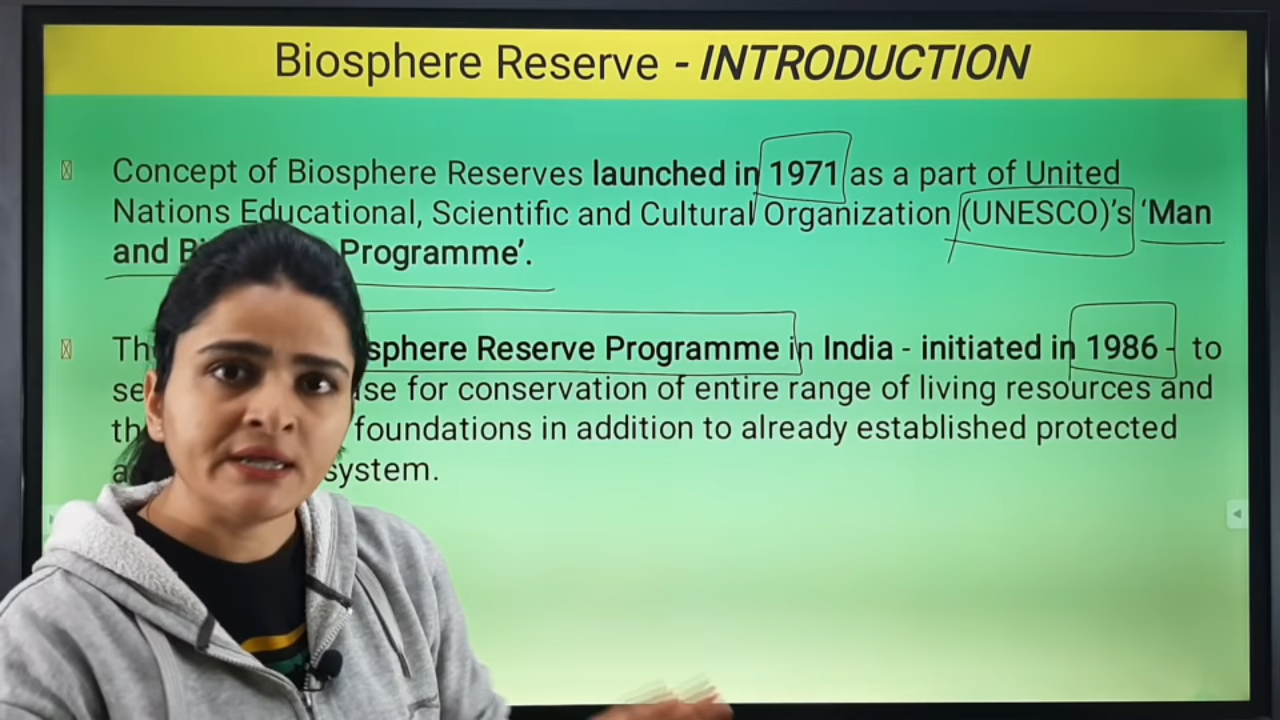 Biosphere Reserve - INTRODUCTION
Concept of Biosphere Reserves launched in 1971 as a part of United
Nations Educational, Scientific and Cultural Organization (UNESCO)'s 'Man
and Programme'.
in India - initiated in 1986 - to
for conservation of entire range of living resources and
foundations in addition to already established protected
system.